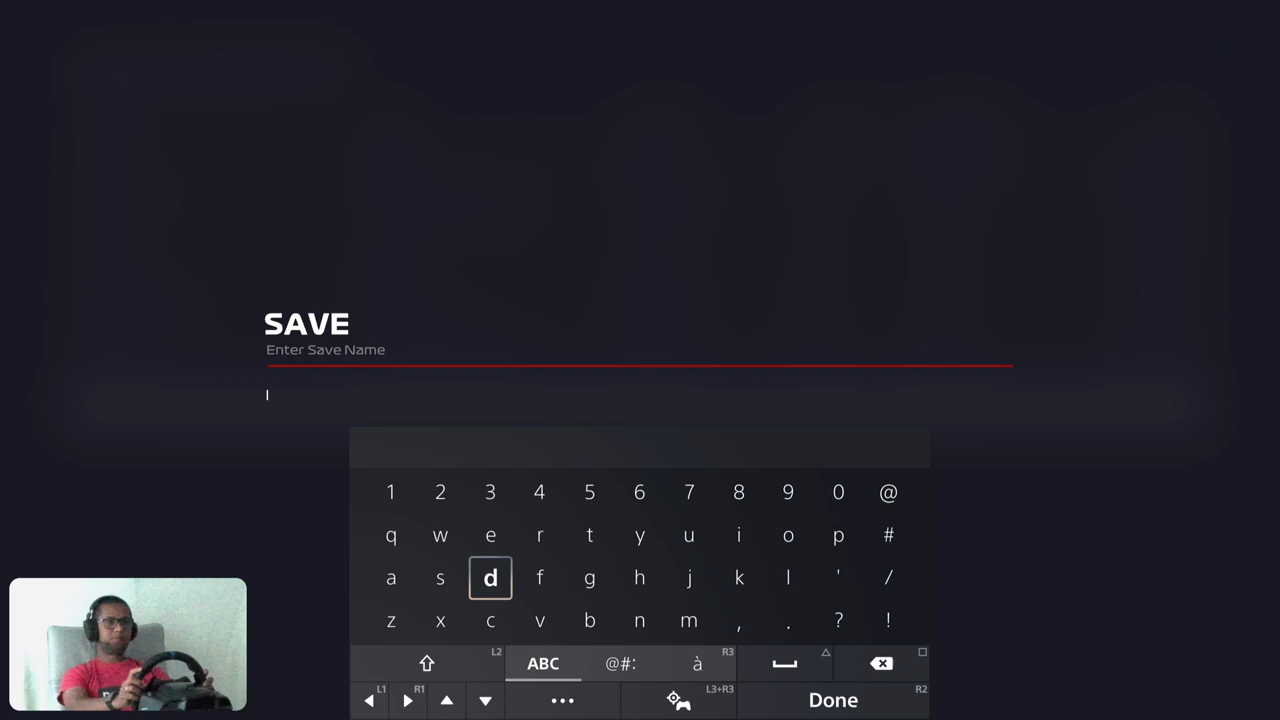 SAVE
Enter Save Name
1 2 3 4 5 6 7 8 9 0 @
q w e r t y u i o p #
a s d f g h j k l ' /
z x c v b n m , . ? !
L2 ABC @#: à R3
L1 R1 ... L3+R3 Done R2